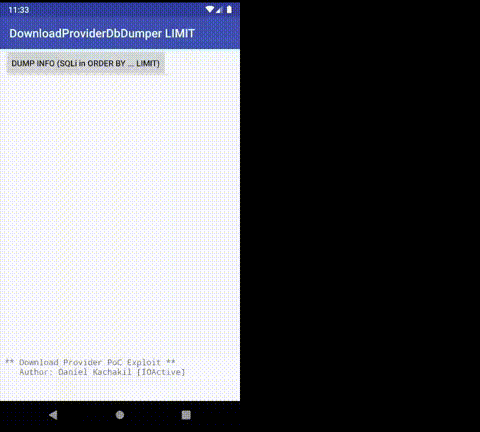 11:33
DownloadProviderDbDumper LIMIT
DUMP INFO (SQLi in ORDER BY ... LIMIT)
** Download Provider PoC Exploit **
Author: Daniel Kachakil [IOActive]